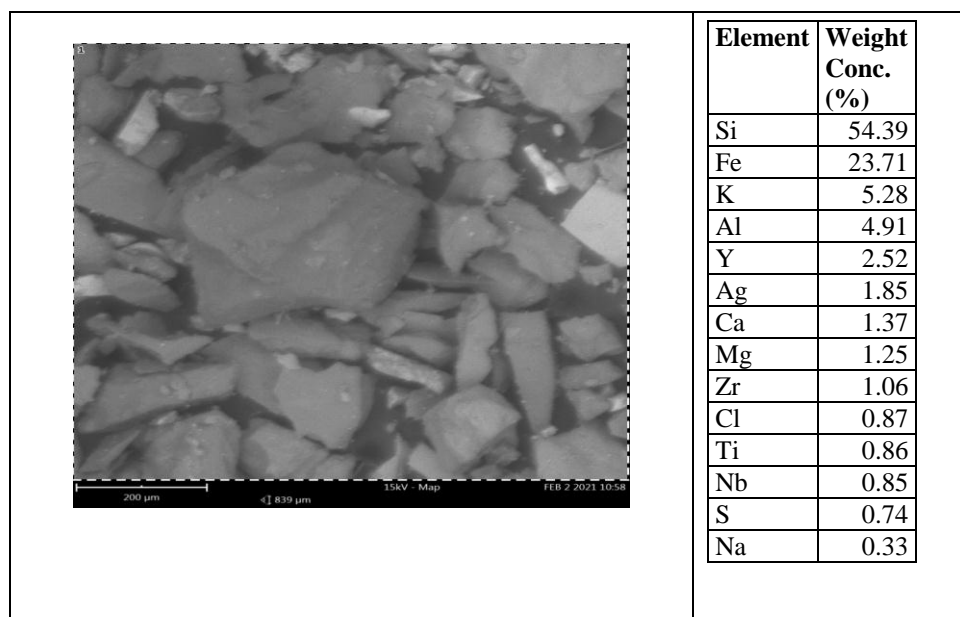 1
200 µm
839 µm
15kV - Map
FEB 2 2021 10:58
Element Weight
Conc.
(%)
Si 54.39
Fe 23.71
K 5.28
Al 4.91
Y 2.52
Ag 1.85
Ca 1.37
Mg 1.25
Zr 1.06
Cl 0.87
Ti 0.86
Nb 0.85
S 0.74
Na 0.33